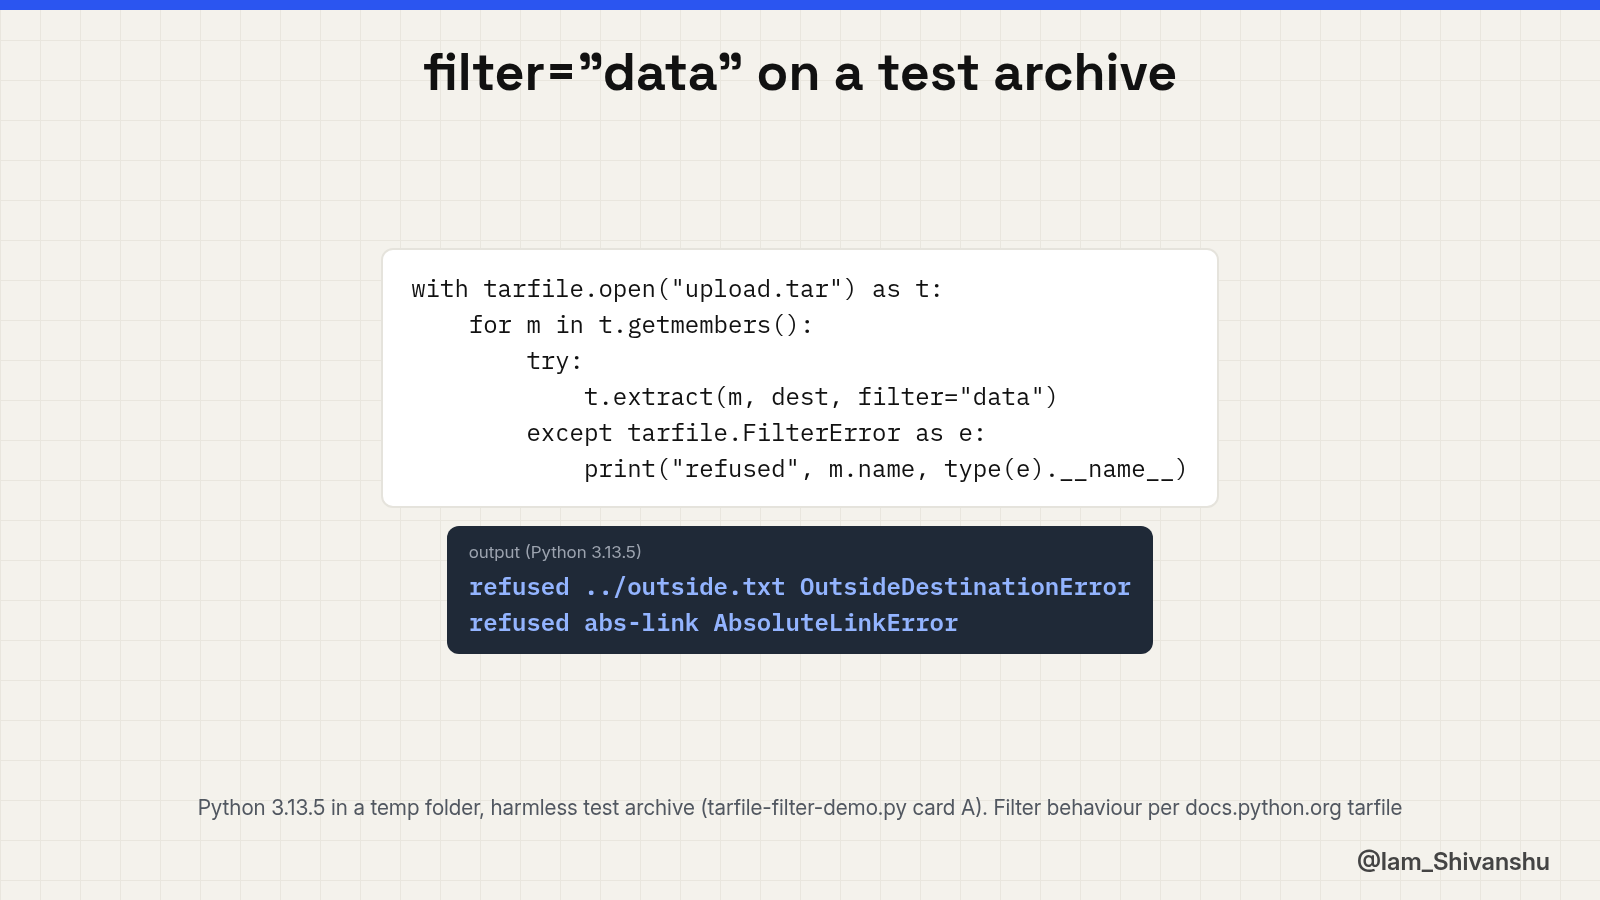 filter=”data” on a test archive
with tarfile.open("upload.tar") as t:
    for m in t.getmembers():
        try:
            t.extract(m, dest, filter="data")
        except tarfile.FilterError as e:
            print("refused", m.name, type(e).__name__)
output (Python 3.13.5)
refused ../outside.txt OutsideDestinationError
refused abs-link AbsoluteLinkError
Python 3.13.5 in a temp folder, harmless test archive (tarfile-filter-demo.py card A). Filter behaviour per docs.python.org tarfile
@Iam_Shivanshu